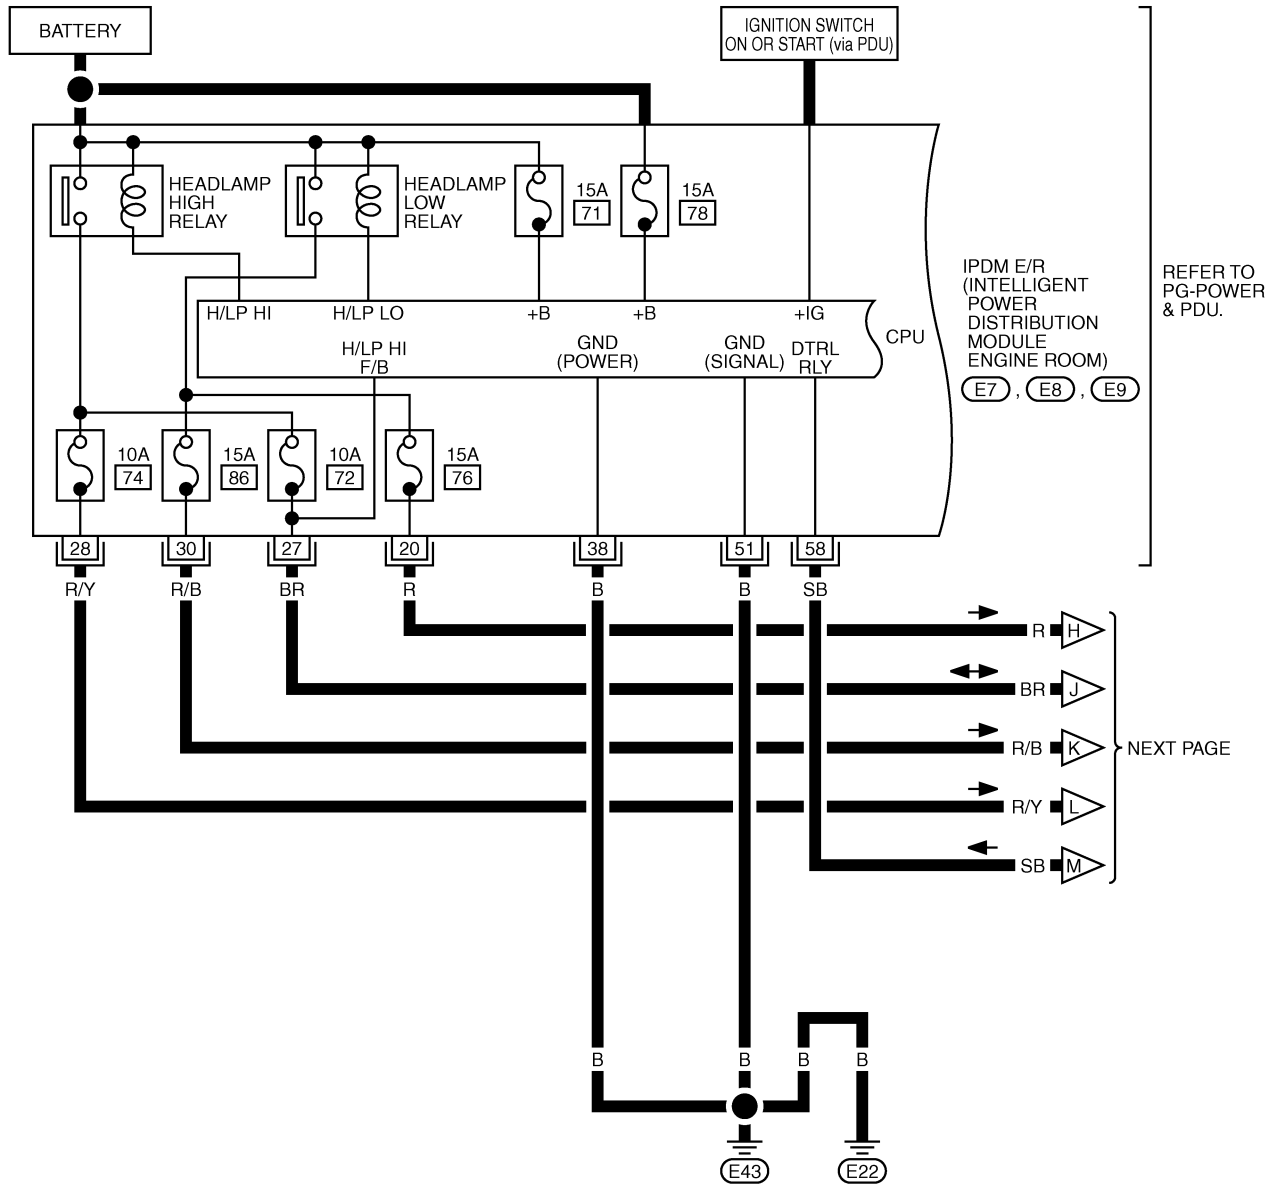 BATTERY
IGNITION SWITCH
ON OR START (via PDU)
HEADLAMP
HIGH
RELAY
HEADLAMP
LOW
RELAY
15A
71
15A
78
IPDM E/R
(INTELLIGENT
POWER
DISTRIBUTION
MODULE
ENGINE ROOM)
E7 , E8 , E9
REFER TO
PG-POWER
& PDU.
H/LP HI
H/LP LO
+B
+B
+IG
H/LP HI
F/B
GND
(POWER)
GND
(SIGNAL)
DTRL
RLY
CPU
10A
74
15A
86
10A
72
15A
76
28
30
27
20
38
51
58
R/Y
R/B
BR
R
B
B
SB
R H
BR J
R/B K
R/Y L
SB M
NEXT PAGE
B
B
B
B
E43
E22